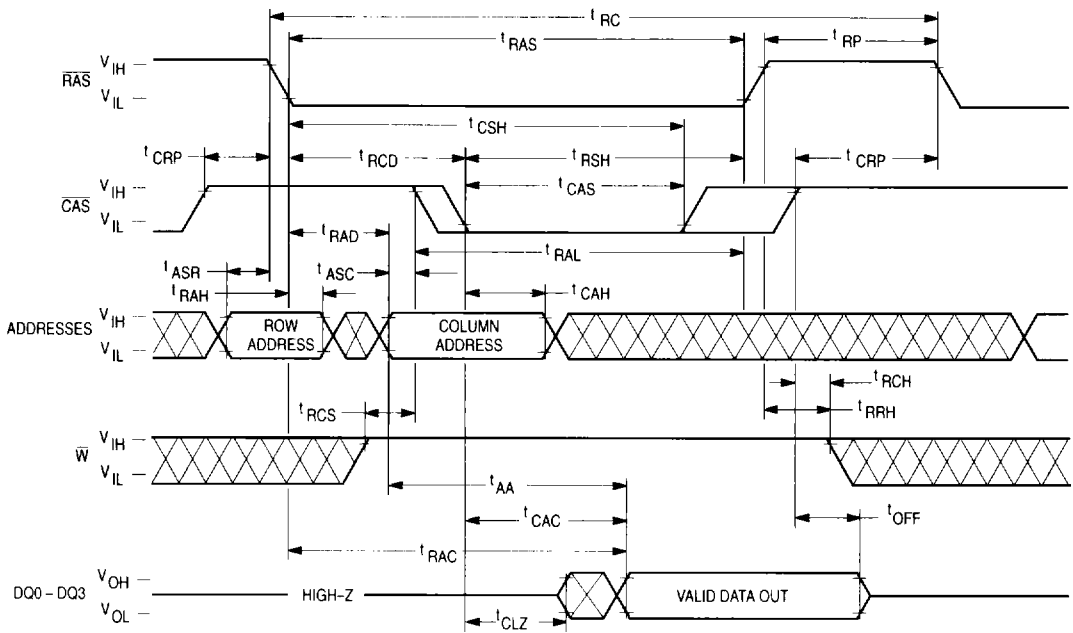 t RC
t RAS
t RP
RAS
V IH
V IL
t CSH
t CRP
t RCD
t RSH
t CRP
CAS
V IH
V IL
t CAS
t RAD
t RAL
t ASR
t ASC
t RAH
t CAH
ADDRESSES
V IH
V IL
ROW ADDRESS
COLUMN ADDRESS
t RCH
t RCS
t RRH
W
V IH
V IL
t AA
t CAC
t OFF
t RAC
DQ0 – DQ3
V OH
V OL
HIGH-Z
VALID DATA OUT
t CLZ